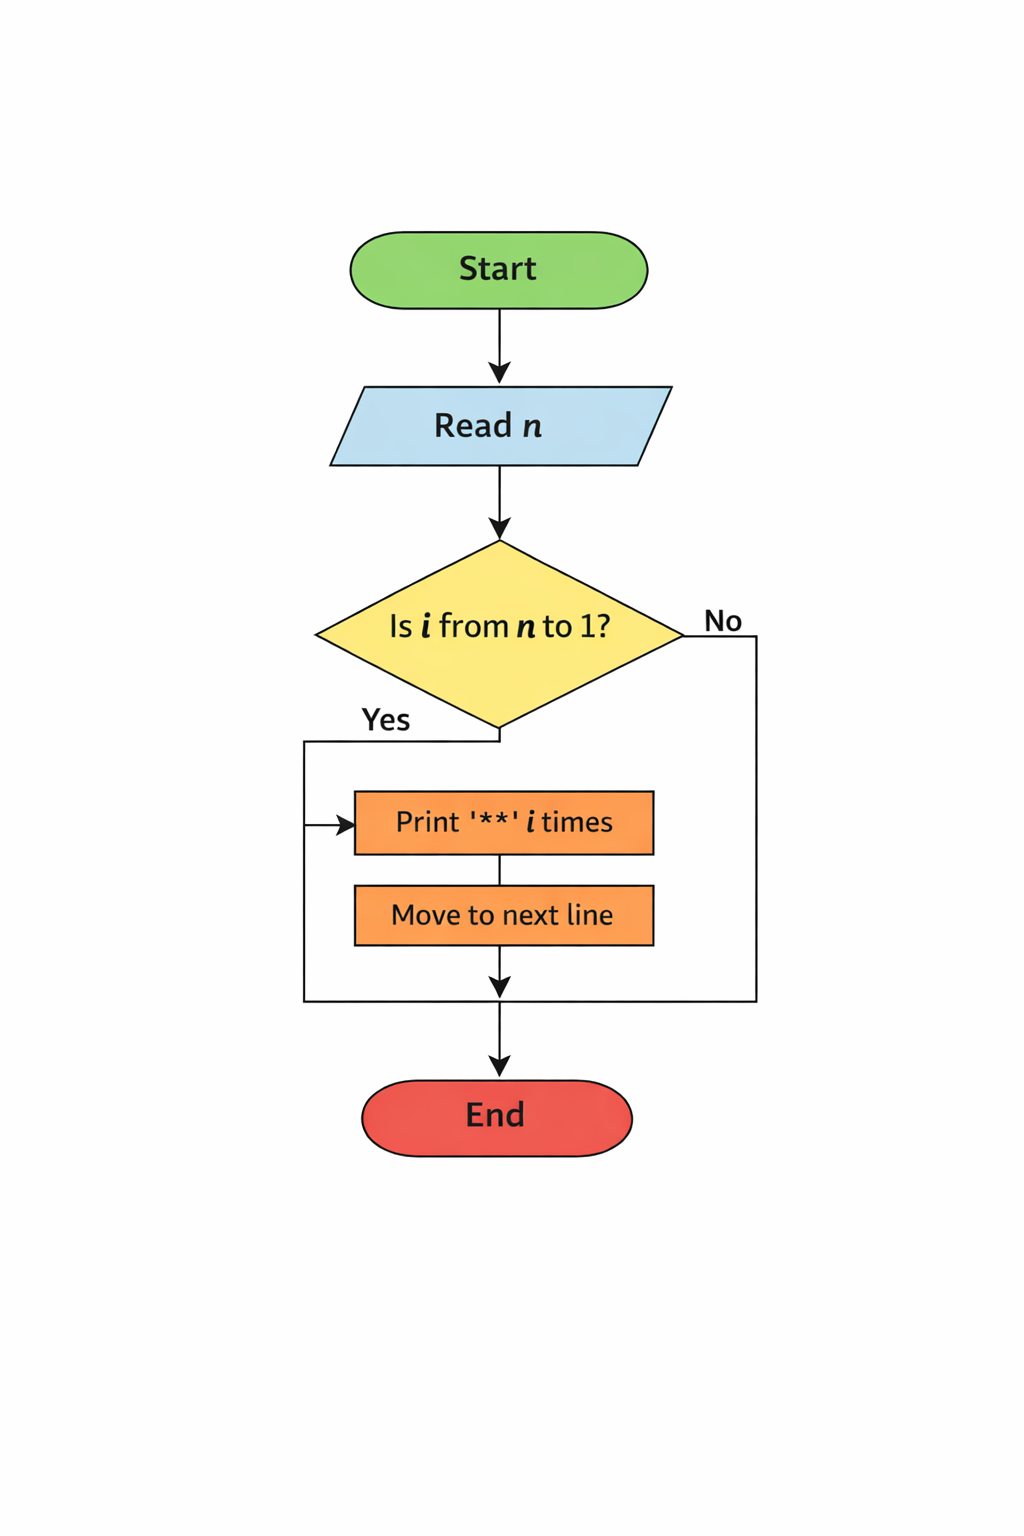 Start
Read n
Is i from n to 1?
No
Yes
Print '**' i times
Move to next line
End